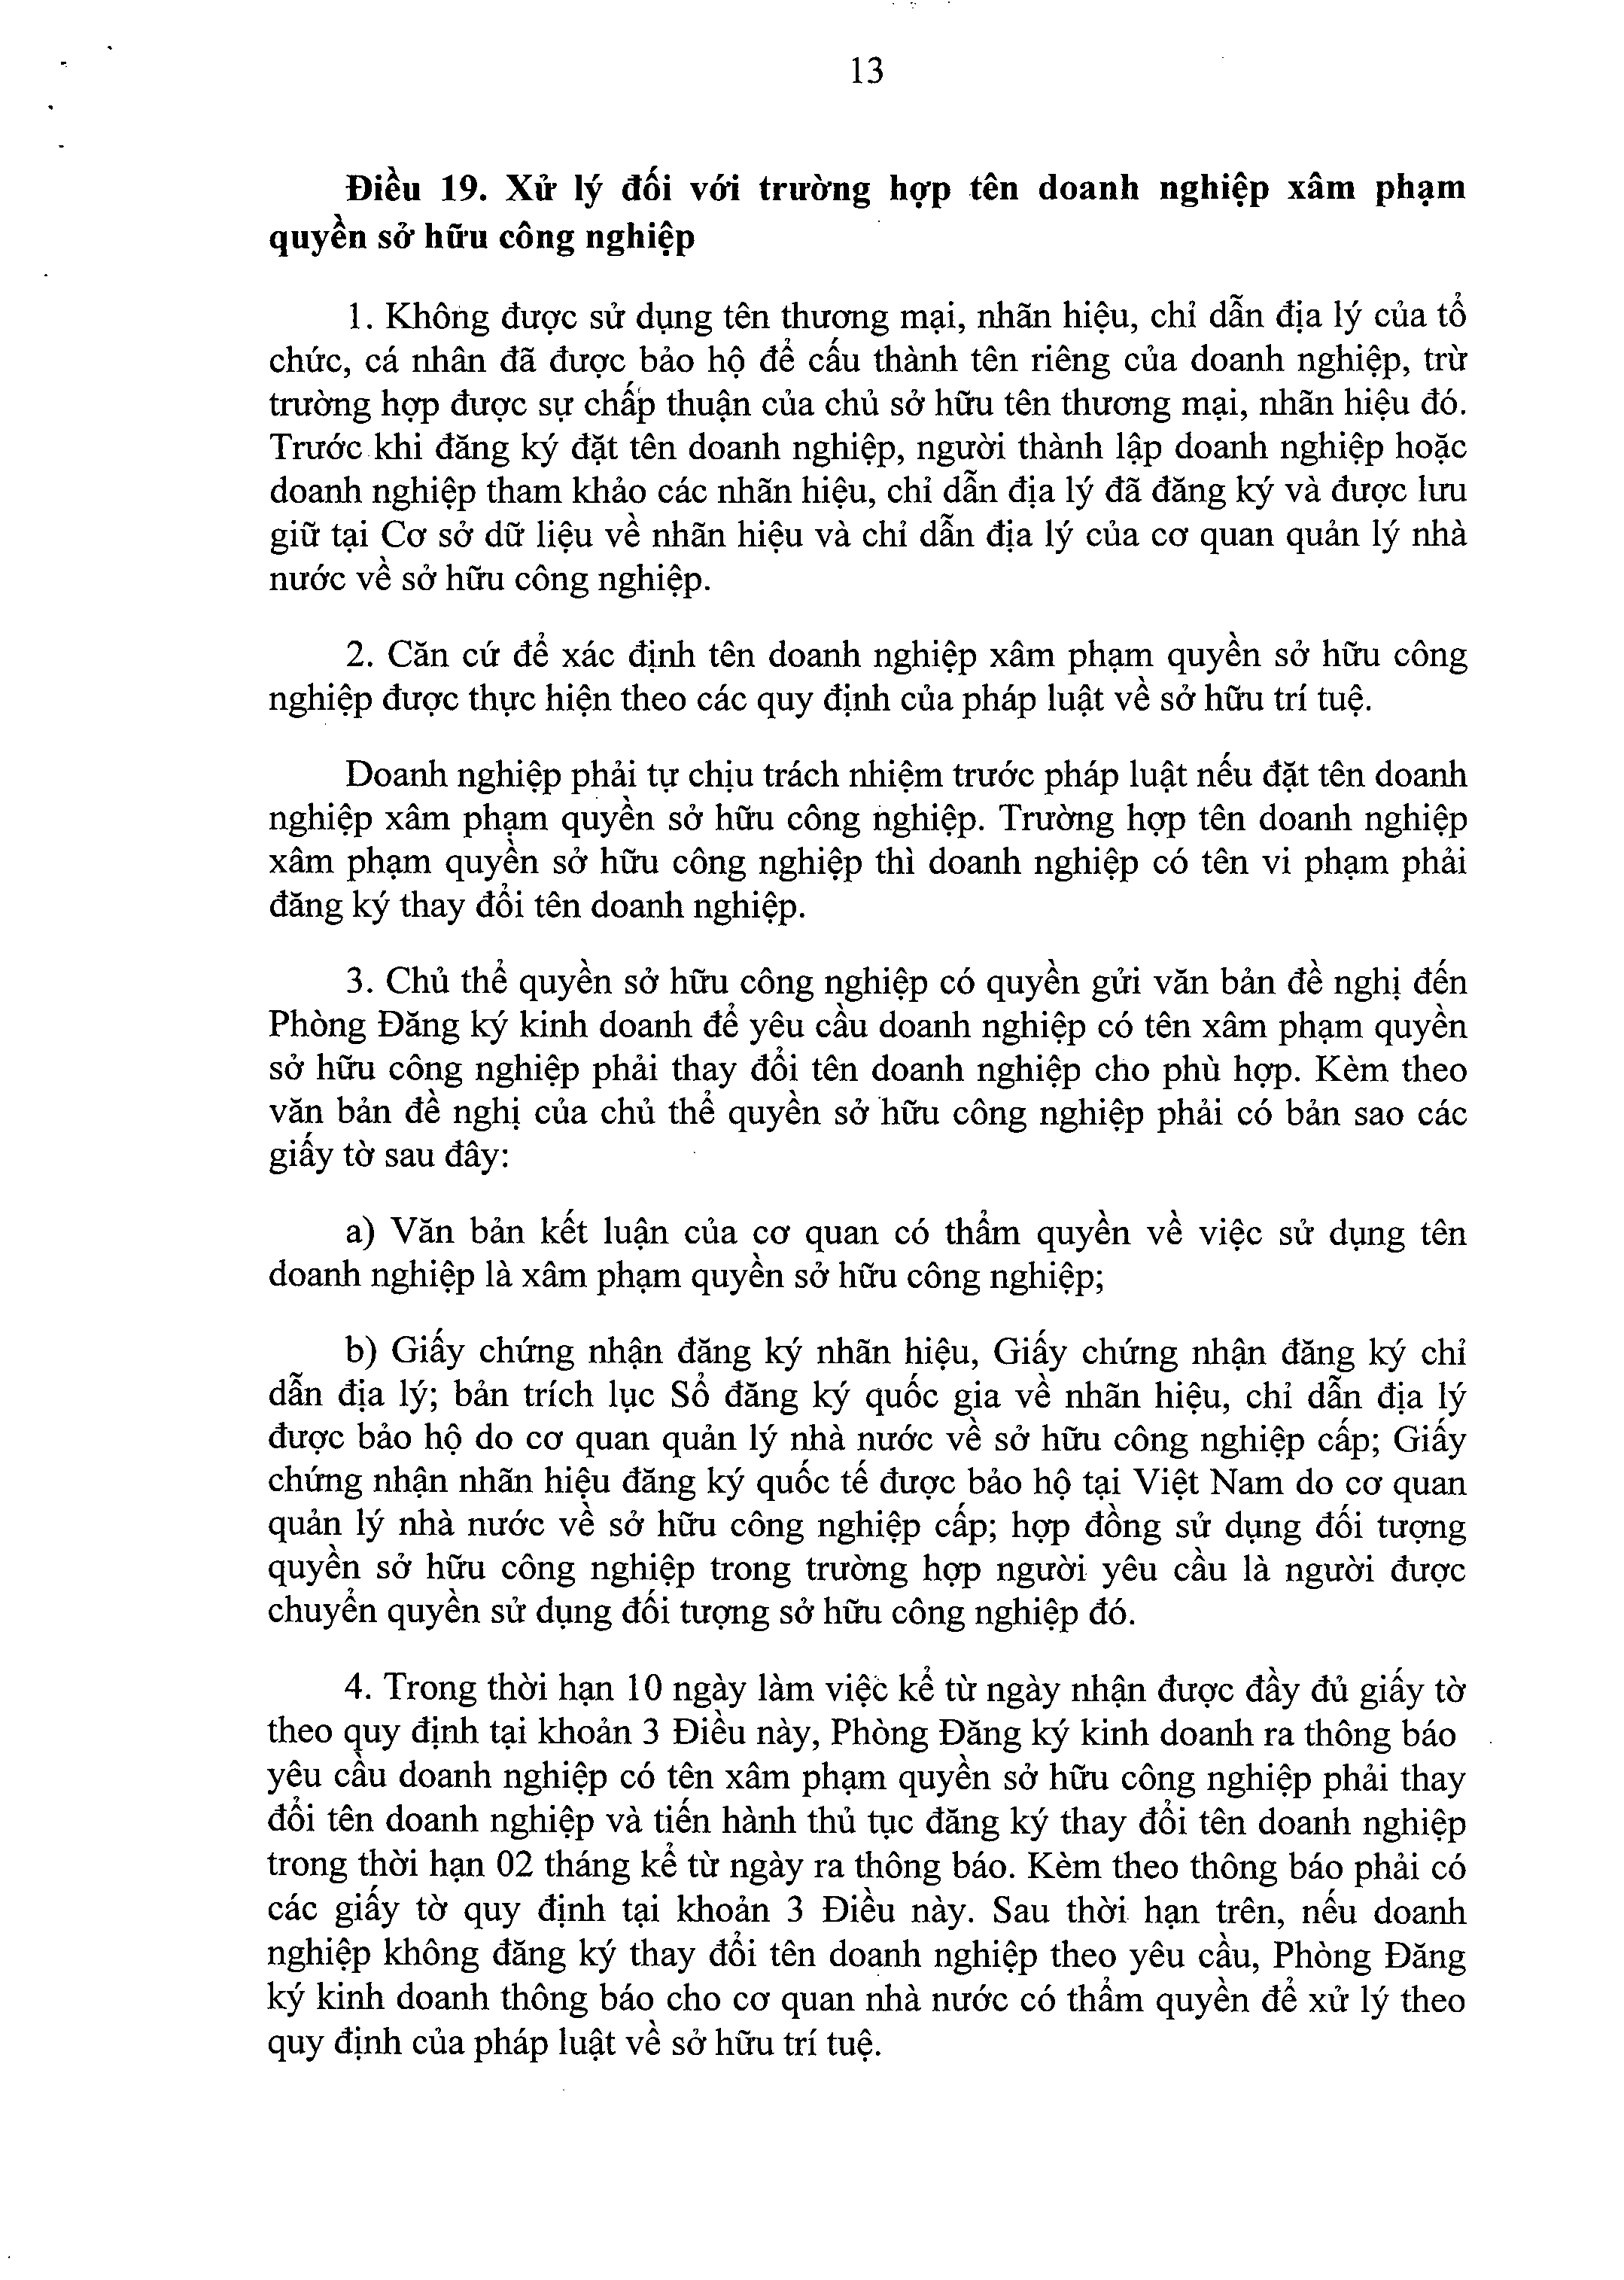 13
Điều 19. Xử lý đối với trường hợp tên doanh nghiệp xâm phạm
quyền sở hữu công nghiệp
1. Không được sử dụng tên thương mại, nhãn hiệu, chỉ dẫn địa lý của tổ
chức, cá nhân đã được bảo hộ để cấu thành tên riêng của doanh nghiệp, trừ
trường hợp được sự chấp thuận của chủ sở hữu tên thương mại, nhãn hiệu đó.
Trước khi đăng ký đặt tên doanh nghiệp, người thành lập doanh nghiệp hoặc
doanh nghiệp tham khảo các nhãn hiệu, chỉ dẫn địa lý đã đăng ký và được lưu
giữ tại Cơ sở dữ liệu về nhãn hiệu và chỉ dẫn địa lý của cơ quan quản lý nhà
nước về sở hữu công nghiệp.
2. Căn cứ để xác định tên doanh nghiệp xâm phạm quyền sở hữu công
nghiệp được thực hiện theo các quy định của pháp luật về sở hữu trí tuệ.
Doanh nghiệp phải tự chịu trách nhiệm trước pháp luật nếu đặt tên doanh
nghiệp xâm phạm quyền sở hữu công nghiệp. Trường hợp tên doanh nghiệp
xâm phạm quyền sở hữu công nghiệp thì doanh nghiệp có tên vi phạm phải
đăng ký thay đổi tên doanh nghiệp.
3. Chủ thể quyền sở hữu công nghiệp có quyền gửi văn bản đề nghị đến
Phòng Đăng ký kinh doanh để yêu cầu doanh nghiệp có tên xâm phạm quyền
sở hữu công nghiệp phải thay đổi tên doanh nghiệp cho phù hợp. Kèm theo
văn bản đề nghị của chủ thể quyền sở hữu công nghiệp phải có bản sao các
giấy tờ sau đây:
a) Văn bản kết luận của cơ quan có thẩm quyền về việc sử dụng tên
doanh nghiệp là xâm phạm quyền sở hữu công nghiệp;
b) Giấy chứng nhận đăng ký nhãn hiệu, Giấy chứng nhận đăng ký chỉ
dẫn địa lý; bản trích lục Sổ đăng ký quốc gia về nhãn hiệu, chỉ dẫn địa lý
được bảo hộ do cơ quan quản lý nhà nước về sở hữu công nghiệp cấp; Giấy
chứng nhận nhãn hiệu đăng ký quốc tế được bảo hộ tại Việt Nam do cơ quan
quản lý nhà nước về sở hữu công nghiệp cấp; hợp đồng sử dụng đối tượng
quyền sở hữu công nghiệp trong trường hợp người yêu cầu là người được
chuyển quyền sử dụng đối tượng sở hữu công nghiệp đó.
4. Trong thời hạn 10 ngày làm việc kể từ ngày nhận được đầy đủ giấy tờ
theo quy định tại khoản 3 Điều này, Phòng Đăng ký kinh doanh ra thông báo
yêu cầu doanh nghiệp có tên xâm phạm quyền sở hữu công nghiệp phải thay
đổi tên doanh nghiệp và tiến hành thủ tục đăng ký thay đổi tên doanh nghiệp
trong thời hạn 02 tháng kể từ ngày ra thông báo. Kèm theo thông báo phải có
các giấy tờ quy định tại khoản 3 Điều này. Sau thời hạn trên, nếu doanh
nghiệp không đăng ký thay đổi tên doanh nghiệp theo yêu cầu, Phòng Đăng
ký kinh doanh thông báo cho cơ quan nhà nước có thẩm quyền để xử lý theo
quy định của pháp luật về sở hữu trí tuệ.